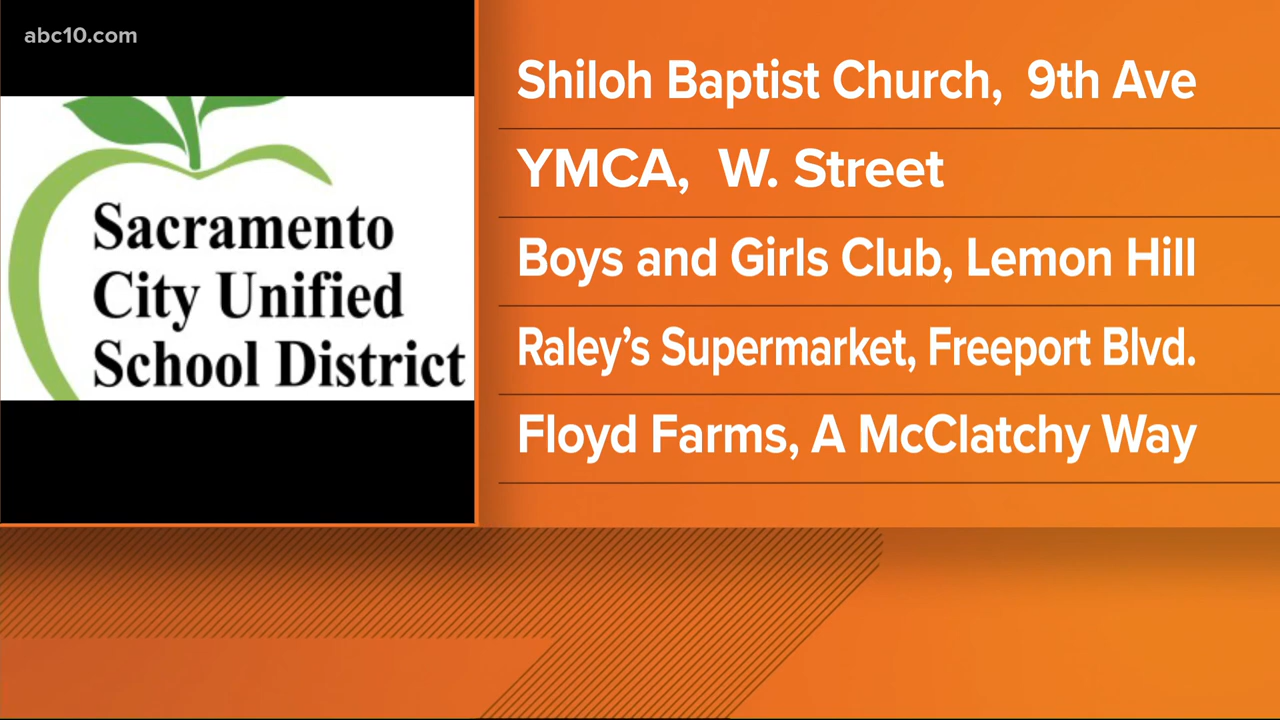 abc10.com
Sacramento
City Unified
School District
Shiloh Baptist Church,  9th Ave
YMCA,  W. Street
Boys and Girls Club, Lemon Hill
Raley’s Supermarket, Freeport Blvd.
Floyd Farms, A McClatchy Way